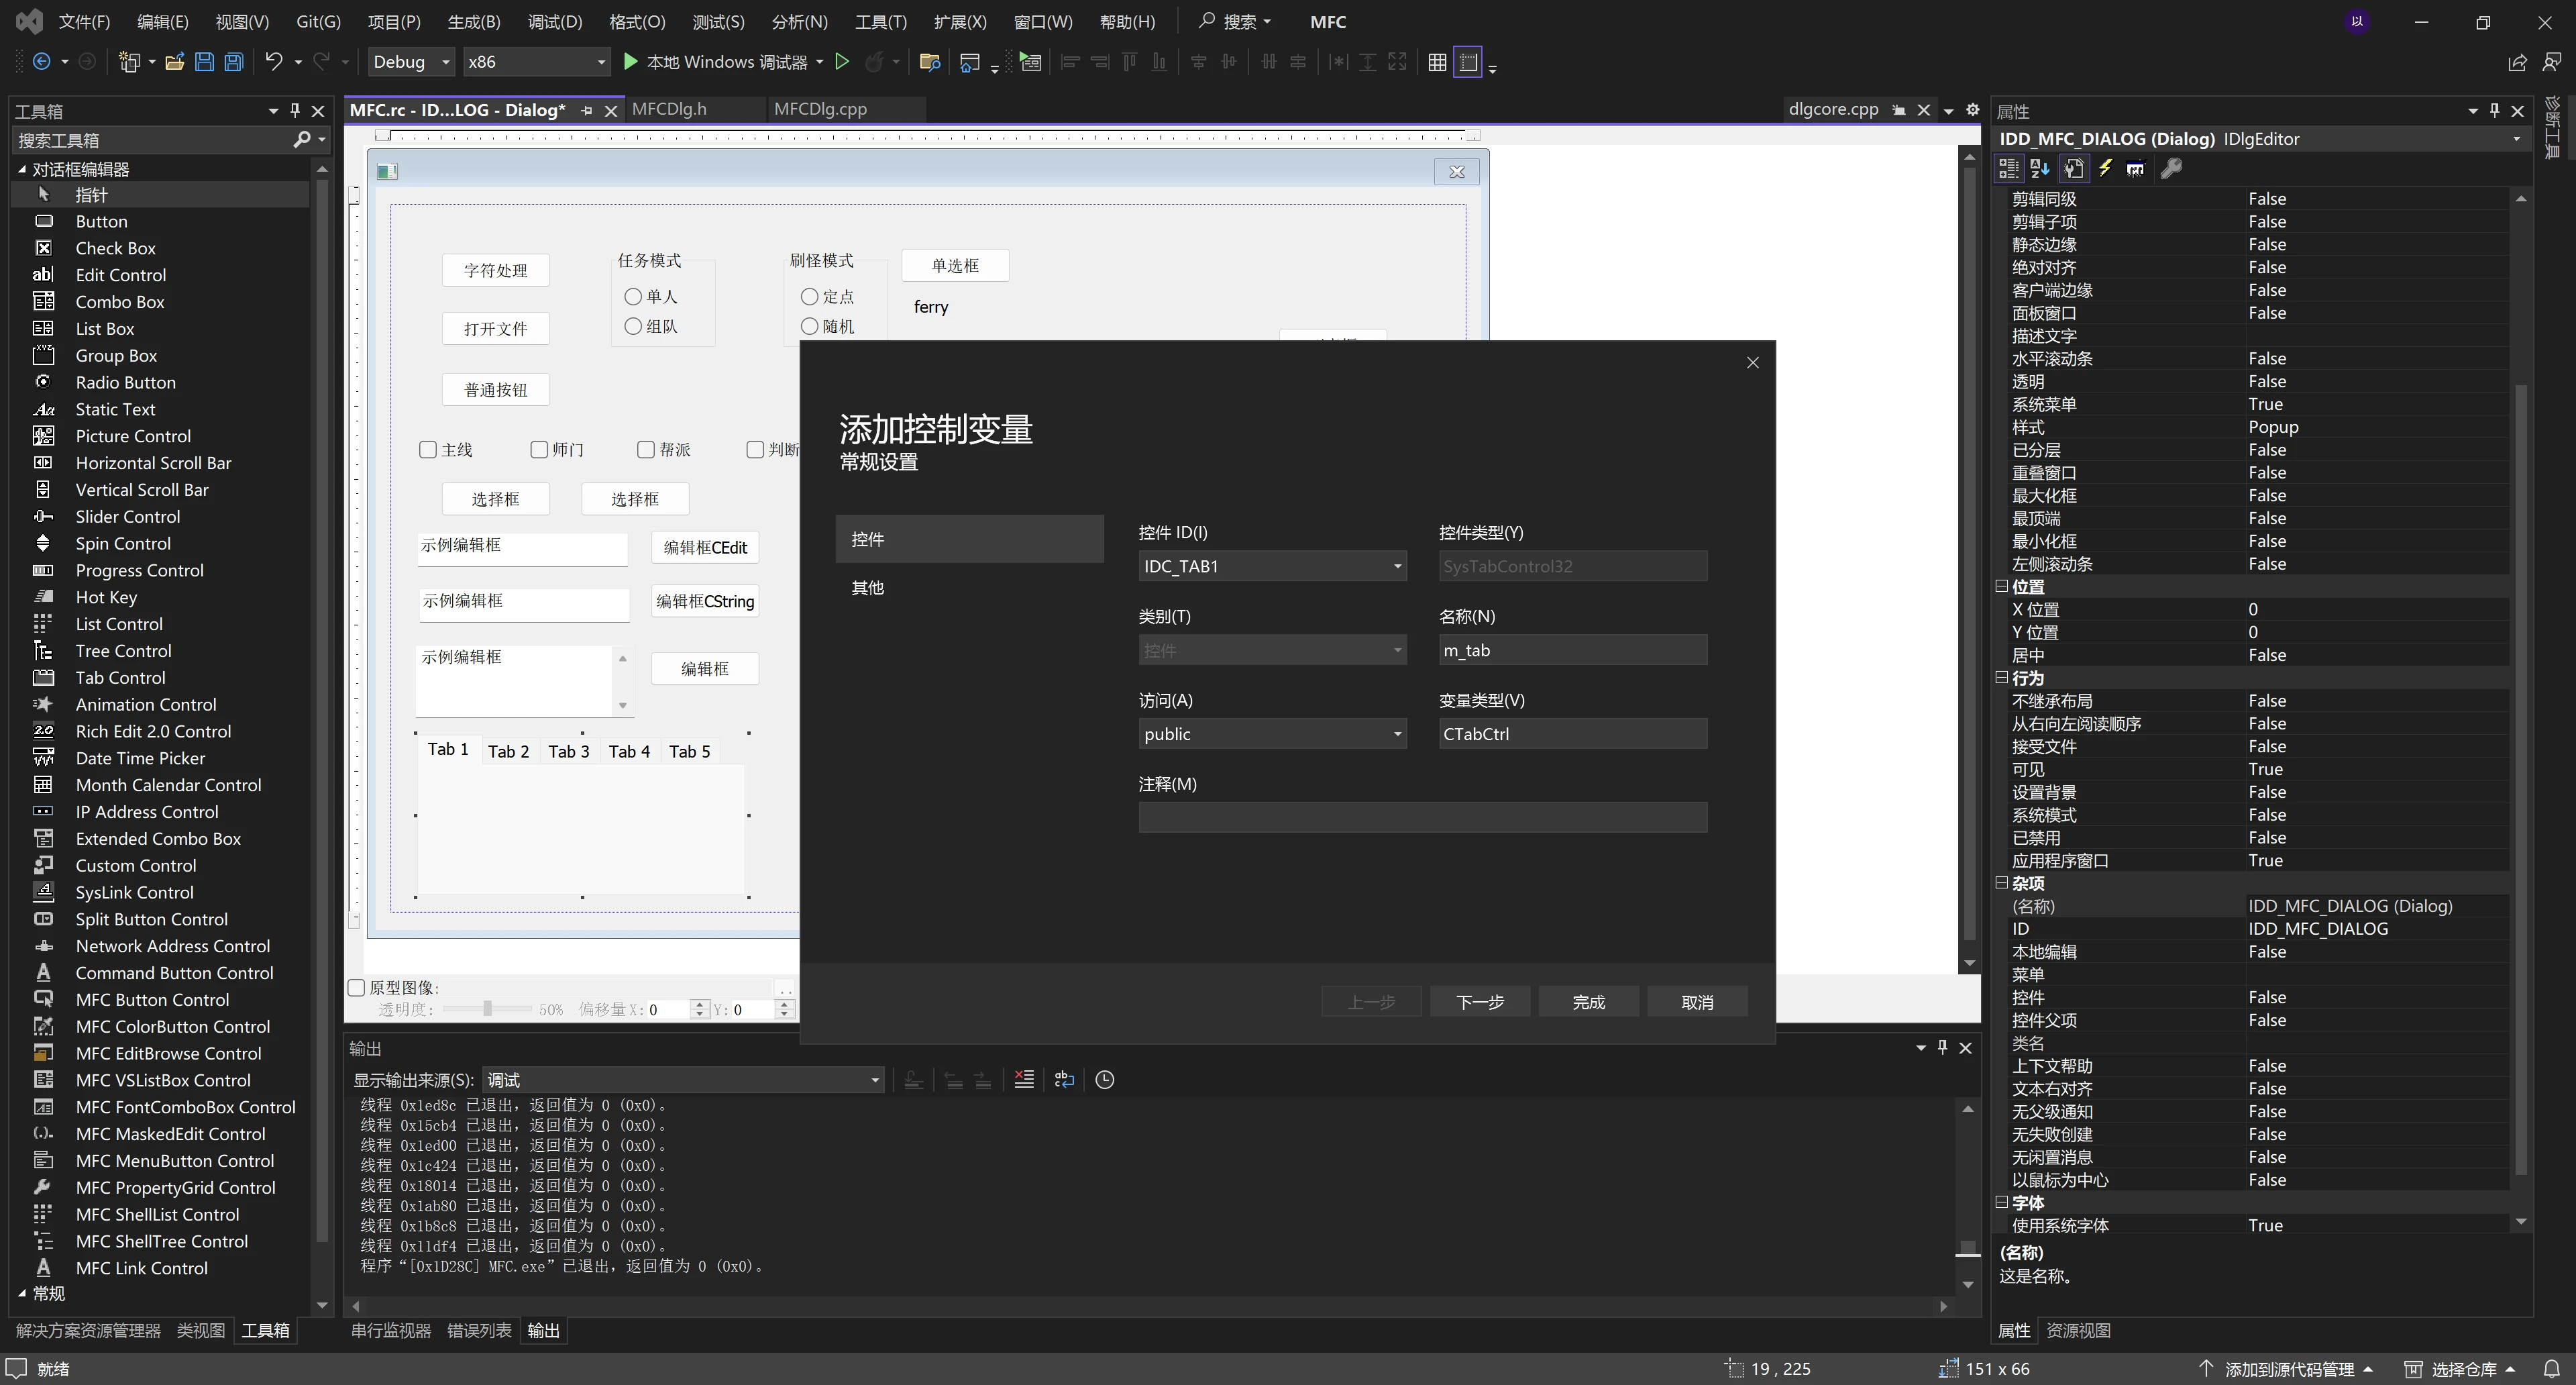 文件(F) 编辑(E) 视图(V) Git(G) 项目(P) 生成(B) 调试(D) 格式(O) 测试(S) 分析(N) 工具(T) 扩展(X) 窗口(W) 帮助(H) 搜索 MFC 以
Debug x86 本地 Windows 调试器
工具箱
搜索工具箱
对话框编辑器
指针
Button
Check Box
Edit Control
Combo Box
List Box
Group Box
Radio Button
Static Text
Picture Control
Horizontal Scroll Bar
Vertical Scroll Bar
Slider Control
Spin Control
Progress Control
Hot Key
List Control
Tree Control
Tab Control
Animation Control
Rich Edit 2.0 Control
Date Time Picker
Month Calendar Control
IP Address Control
Extended Combo Box
Custom Control
SysLink Control
Split Button Control
Network Address Control
Command Button Control
MFC Button Control
MFC ColorButton Control
MFC EditBrowse Control
MFC VSListBox Control
MFC FontComboBox Control
MFC MaskedEdit Control
MFC MenuButton Control
MFC PropertyGrid Control
MFC ShellList Control
MFC ShellTree Control
MFC Link Control
常规
解决方案资源管理器 类视图 工具箱
MFC.rc - ID...LOG - Dialog* MFCDlg.h MFCDlg.cpp dlgcore.cpp
字符处理 任务模式 刷怪模式 单选框
单人 定点 ferry
打开文件 组队 随机
普通按钮
主线 师门 帮派 判断
选择框 选择框
示例编辑框 编辑框CEdit
示例编辑框 编辑框CString
示例编辑框 编辑框
Tab 1 Tab 2 Tab 3 Tab 4 Tab 5
原型图像:
透明度: 50% 偏移量 X: 0 Y: 0
添加控制变量
常规设置
控件
其他
控件 ID(I) 控件类型(Y)
IDC_TAB1 SysTabControl32
类别(T) 名称(N)
控件 m_tab
访问(A) 变量类型(V)
public CTabCtrl
注释(M)
上一步 下一步 完成 取消
输出
显示输出来源(S): 调试
线程 0x1ed8c 已退出，返回值为 0 (0x0)。
线程 0x15cb4 已退出，返回值为 0 (0x0)。
线程 0x1ed00 已退出，返回值为 0 (0x0)。
线程 0x1c424 已退出，返回值为 0 (0x0)。
线程 0x18014 已退出，返回值为 0 (0x0)。
线程 0x1ab80 已退出，返回值为 0 (0x0)。
线程 0x1b8c8 已退出，返回值为 0 (0x0)。
线程 0x11df4 已退出，返回值为 0 (0x0)。
程序“[0x1D28C] MFC.exe”已退出，返回值为 0 (0x0)。
串行监视器 错误列表 输出
属性
IDD_MFC_DIALOG (Dialog) IDlgEditor
剪辑同级 False
剪辑子项 False
静态边缘 False
绝对对齐 False
客户端边缘 False
面板窗口 False
描述文字
水平滚动条 False
透明 False
系统菜单 True
样式 Popup
已分层 False
重叠窗口 False
最大化框 False
最顶端 False
最小化框 False
左侧滚动条 False
位置
X 位置 0
Y 位置 0
居中 False
行为
不继承布局 False
从右向左阅读顺序 False
接受文件 False
可见 True
设置背景 False
系统模式 False
已禁用 False
应用程序窗口 True
杂项
(名称) IDD_MFC_DIALOG (Dialog)
ID IDD_MFC_DIALOG
本地编辑 False
菜单
控件 False
控件父项 False
类名
上下文帮助 False
文本右对齐 False
无父级通知 False
无失败创建 False
无闲置消息 False
以鼠标为中心 False
字体
使用系统字体 True
(名称)
这是名称。
属性 资源视图
诊断工具
就绪 19 , 225 151 x 66 添加到源代码管理 选择仓库